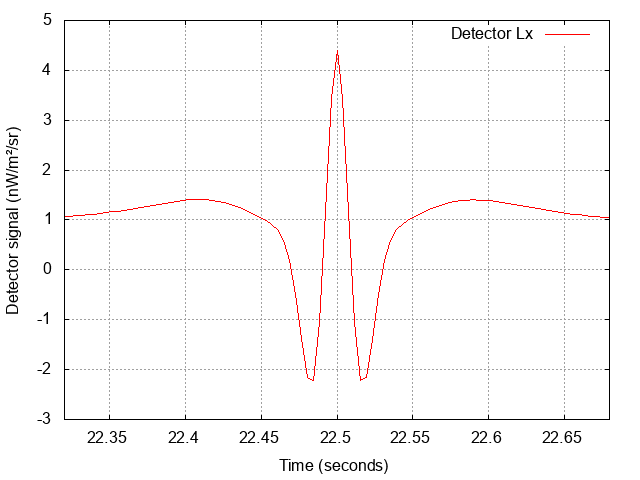 Detector Lx
Detector signal (nW/m²/sr)
5
4
3
2
1
0
-1
-2
-3
22.35 22.4 22.45 22.5 22.55 22.6 22.65
Time (seconds)